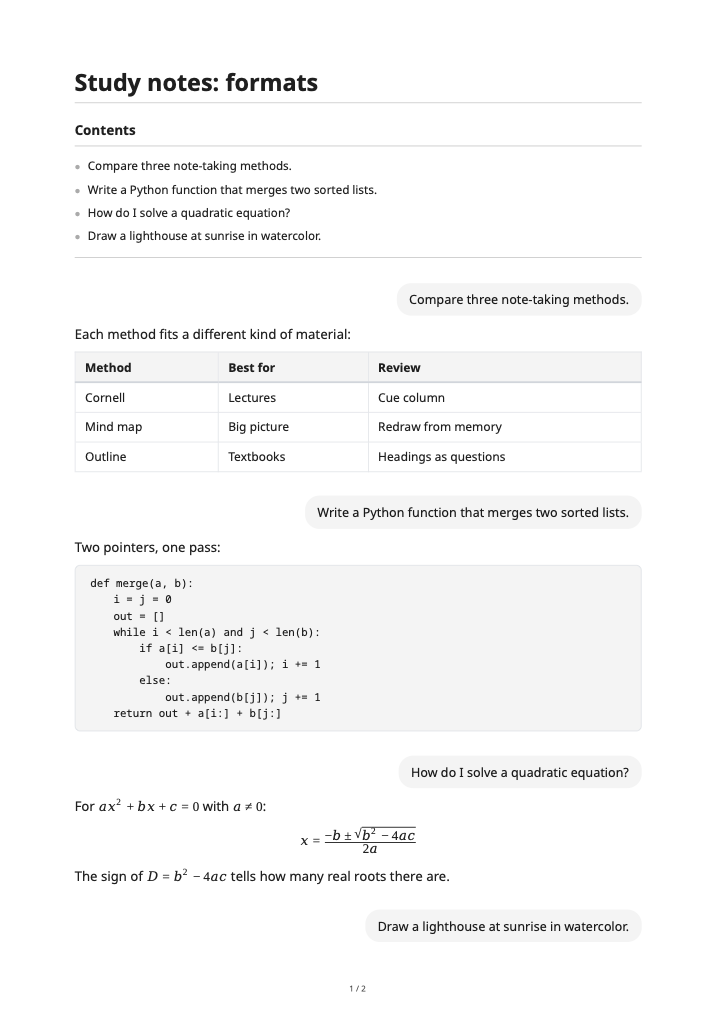 Study notes: formats
Contents
Compare three note-taking methods.
Write a Python function that merges two sorted lists.
How do I solve a quadratic equation?
Draw a lighthouse at sunrise in watercolor.
Compare three note-taking methods.
Each method fits a different kind of material:
Method Best for Review
Cornell Lectures Cue column
Mind map Big picture Redraw from memory
Outline Textbooks Headings as questions
Write a Python function that merges two sorted lists.
Two pointers, one pass:
def merge(a, b):
    i = j = 0
    out = []
    while i < len(a) and j < len(b):
        if a[i] <= b[j]:
            out.append(a[i]); i += 1
        else:
            out.append(b[j]); j += 1
    return out + a[i:] + b[j:]
How do I solve a quadratic equation?
For ax² + bx + c = 0 with a ≠ 0:
x = (−b ± √(b² − 4ac)) / 2a
The sign of D = b² − 4ac tells how many real roots there are.
Draw a lighthouse at sunrise in watercolor.
1 / 2